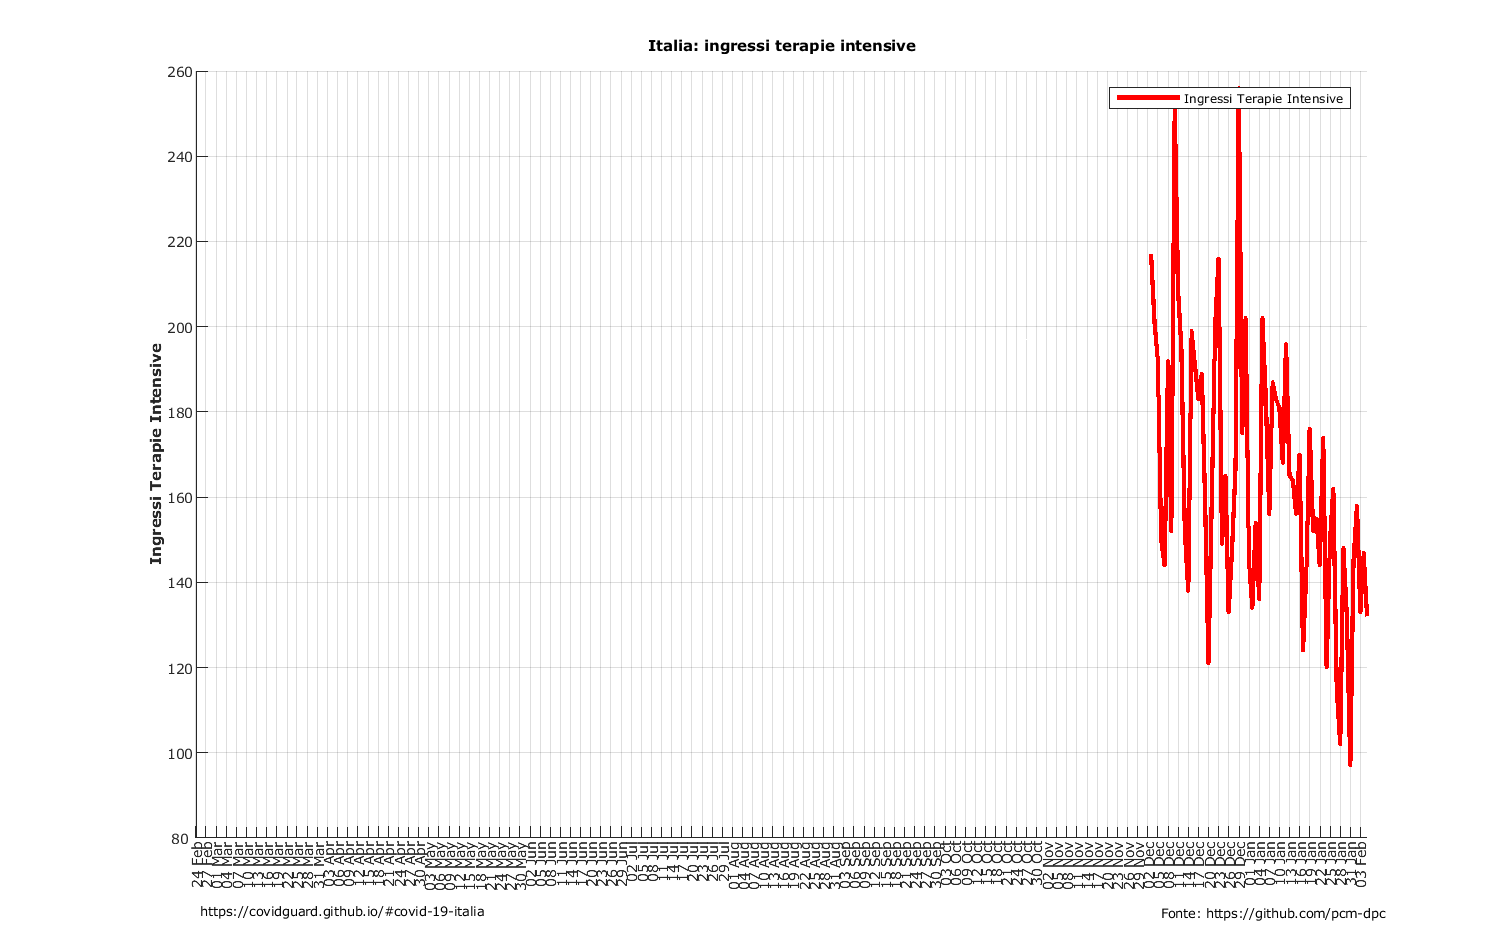 Italia: ingressi terapie intensive
Ingressi Terapie Intensive
260
240
220
200
180
160
140
120
100
80
Ingressi Terapie Intensive
24 Feb
27 Feb
01 Mar
04 Mar
07 Mar
10 Mar
13 Mar
16 Mar
19 Mar
22 Mar
25 Mar
28 Mar
31 Mar
03 Apr
06 Apr
09 Apr
12 Apr
15 Apr
18 Apr
21 Apr
24 Apr
27 Apr
30 Apr
03 May
06 May
09 May
12 May
15 May
18 May
21 May
24 May
27 May
30 May
02 Jun
05 Jun
08 Jun
11 Jun
14 Jun
17 Jun
20 Jun
23 Jun
26 Jun
29 Jun
02 Jul
05 Jul
08 Jul
11 Jul
14 Jul
17 Jul
20 Jul
23 Jul
26 Jul
29 Jul
01 Aug
04 Aug
07 Aug
10 Aug
13 Aug
16 Aug
19 Aug
22 Aug
25 Aug
28 Aug
31 Aug
03 Sep
06 Sep
09 Sep
12 Sep
15 Sep
18 Sep
21 Sep
24 Sep
27 Sep
30 Sep
03 Oct
06 Oct
09 Oct
12 Oct
15 Oct
18 Oct
21 Oct
24 Oct
27 Oct
30 Oct
02 Nov
05 Nov
08 Nov
11 Nov
14 Nov
17 Nov
20 Nov
23 Nov
26 Nov
29 Nov
02 Dec
05 Dec
08 Dec
11 Dec
14 Dec
17 Dec
20 Dec
23 Dec
26 Dec
29 Dec
01 Jan
04 Jan
07 Jan
10 Jan
13 Jan
16 Jan
19 Jan
22 Jan
25 Jan
28 Jan
31 Jan
03 Feb
https://covidguard.github.io/#covid-19-italia
Fonte: https://github.com/pcm-dpc